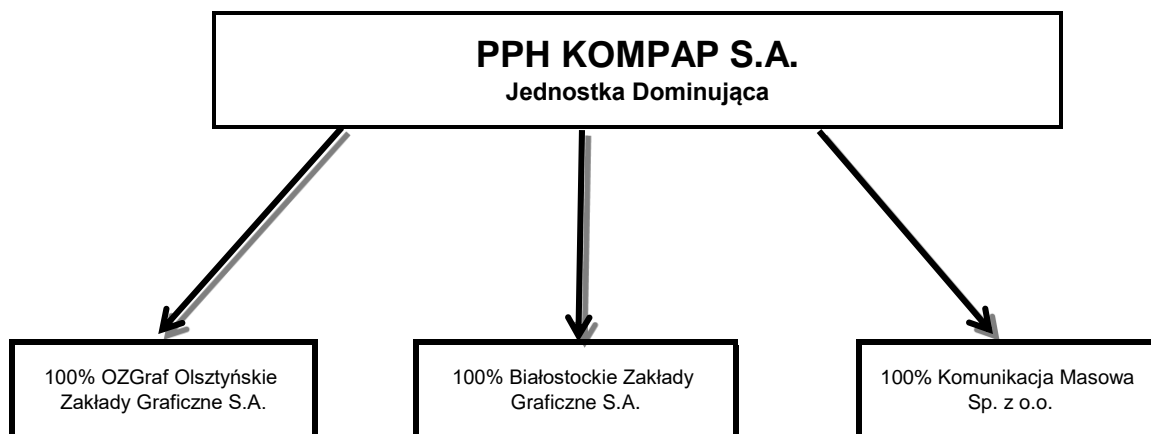 PPH KOMPAP S.A.
Jednostka Dominująca
100% OZGraf Olsztyńskie
Zakłady Graficzne S.A.
100% Białostockie Zakłady
Graficzne S.A.
100% Komunikacja Masowa
Sp. z o.o.